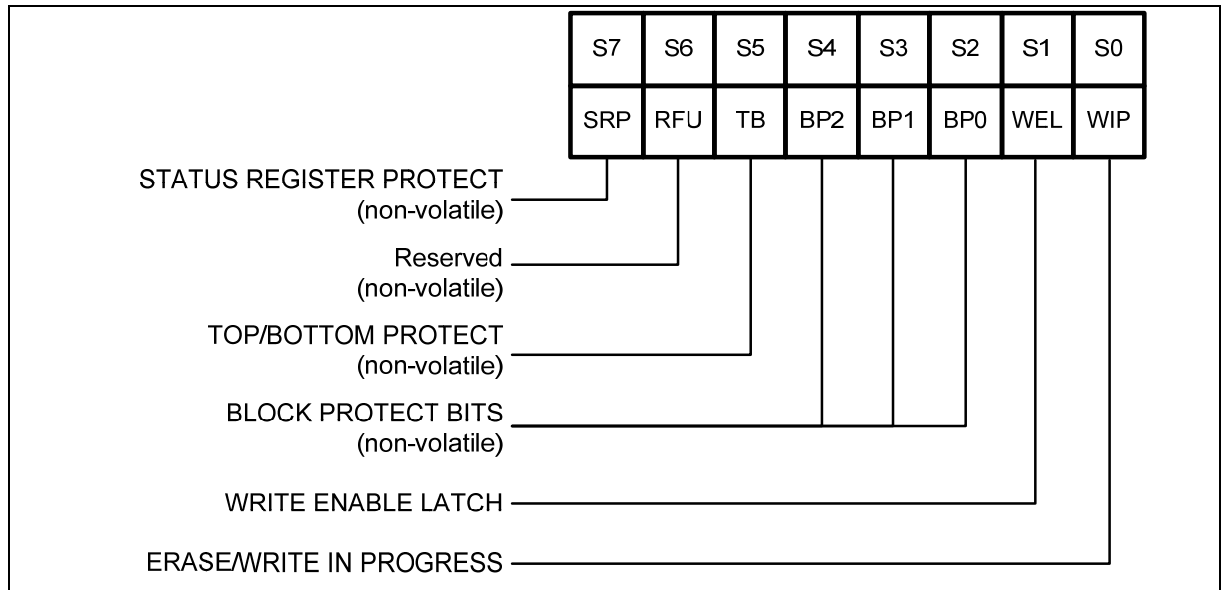 S7 S6 S5 S4 S3 S2 S1 S0
SRP RFU TB BP2 BP1 BP0 WEL WIP
STATUS REGISTER PROTECT
(non-volatile)
Reserved
(non-volatile)
TOP/BOTTOM PROTECT
(non-volatile)
BLOCK PROTECT BITS
(non-volatile)
WRITE ENABLE LATCH
ERASE/WRITE IN PROGRESS